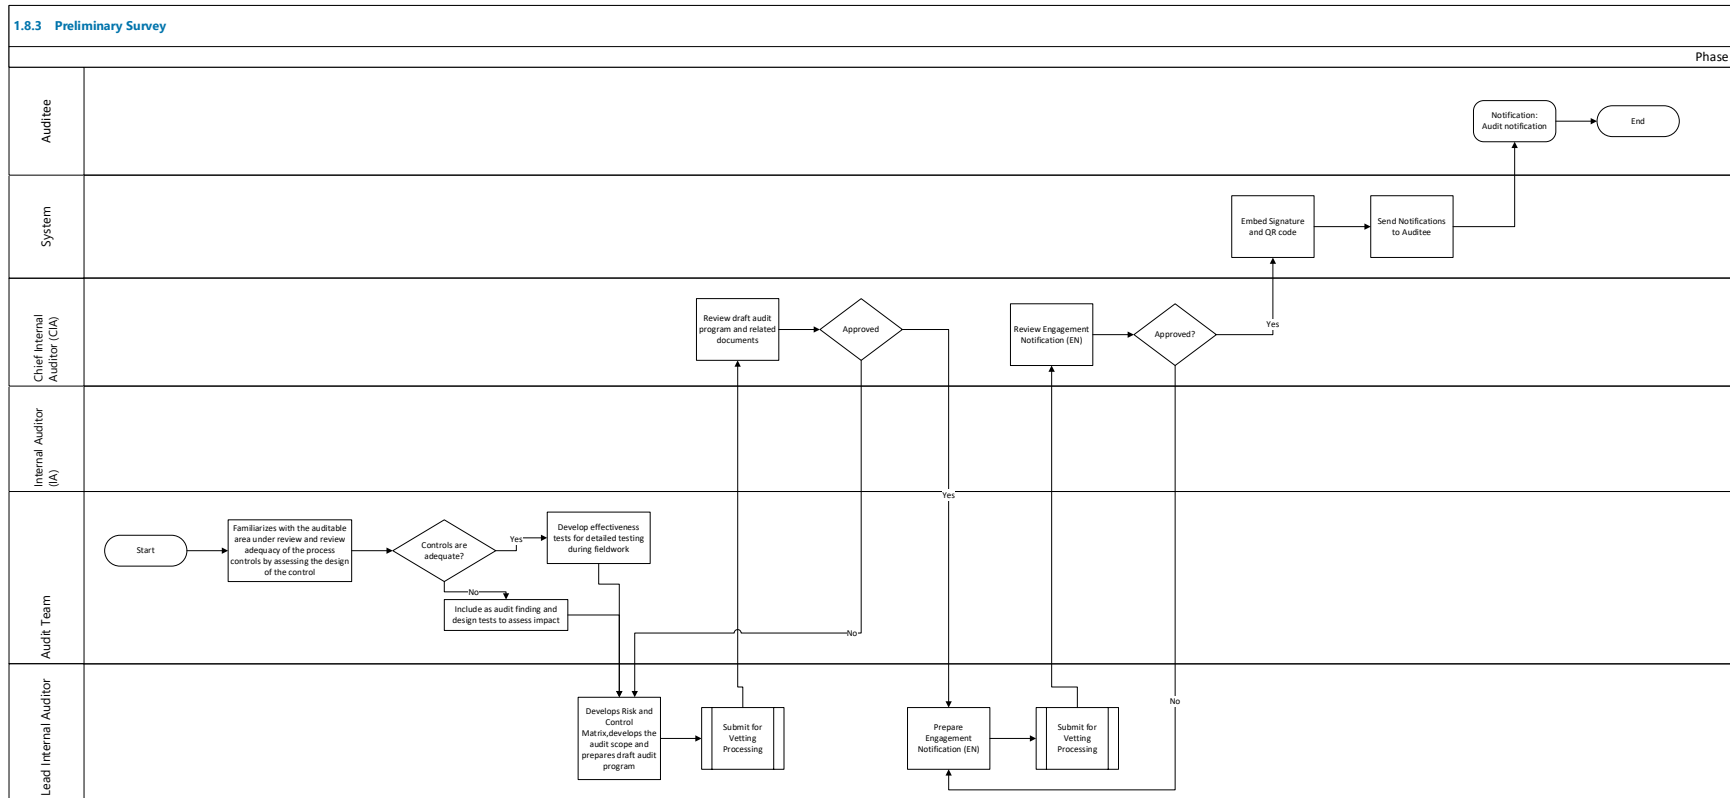 1.8.3 Preliminary Survey
Phase
Auditee
Notification:
Audit notification
End
System
Embed Signature
and QR code
Send Notifications
to Auditee
Chief Internal
Auditor (CIA)
Review draft audit
program and related
documents
Approved
Review Engagement
Notification (EN)
Approved?
Yes
Internal Auditor
(IA)
Yes
Audit Team
Start
Familiarizes with the auditable
area under review and review
adequacy of the process
controls by assessing the design
of the control
Controls are
adequate?
Yes
Develop effectiveness
tests for detailed testing
during fieldwork
No
Include as audit finding and
design tests to assess impact
No
Lead Internal Auditor
Develops Risk and
Control
Matrix,develops the
audit scope and
prepares draft audit
program
Submit for
Vetting
Processing
Prepare
Engagement
Notification (EN)
Submit for
Vetting
Processing
No